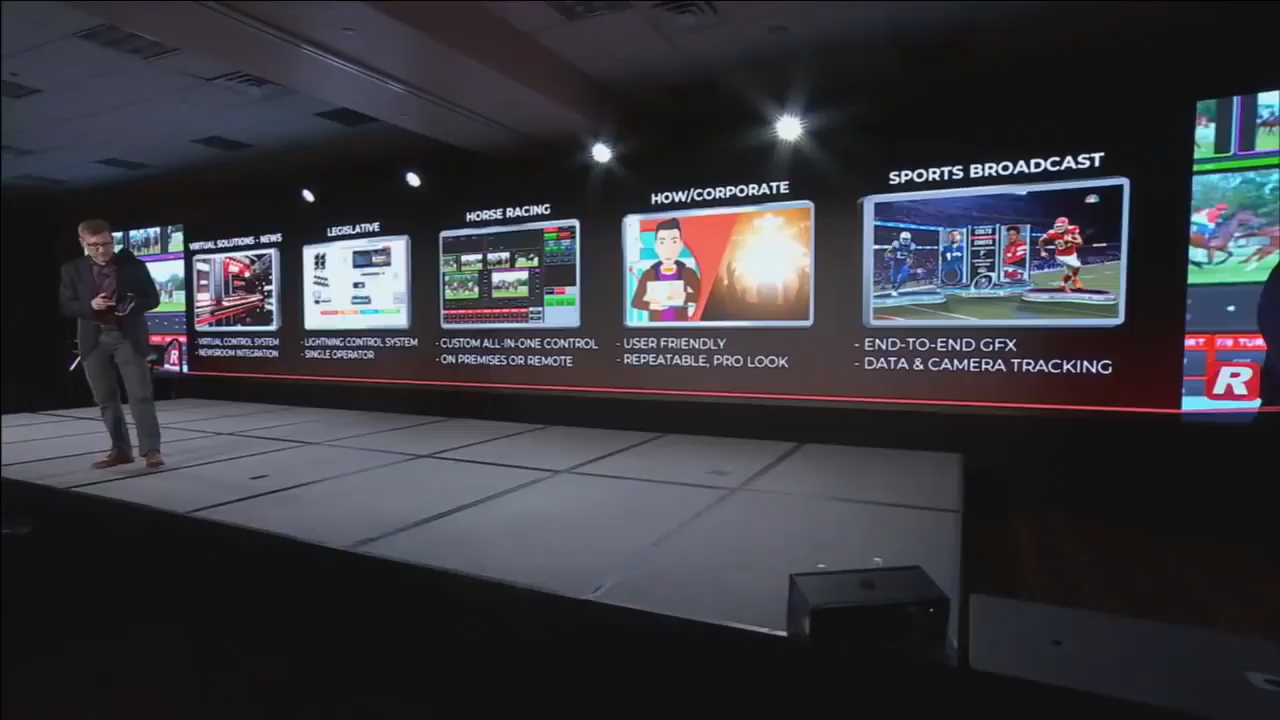 VIRTUAL SOLUTIONS - NEWS
- VIRTUAL CONTROL SYSTEM
- NEWSROOM INTEGRATION
LEGISLATIVE
- LIGHTNING CONTROL SYSTEM
- SINGLE OPERATOR
HORSE RACING
- CUSTOM ALL-IN-ONE CONTROL
- ON PREMISES OR REMOTE
HOW/CORPORATE
- USER FRIENDLY
- REPEATABLE, PRO LOOK
SPORTS BROADCAST
COLTS
CHIEFS
- END-TO-END GFX
- DATA & CAMERA TRACKING
R
R